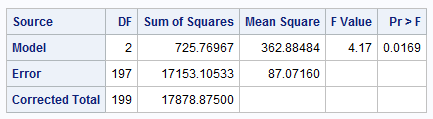 Source DF Sum of Squares Mean Square F Value Pr > F
Model 2 725.76967 362.88484 4.17 0.0169
Error 197 17153.10533 87.07160
Corrected Total 199 17878.87500